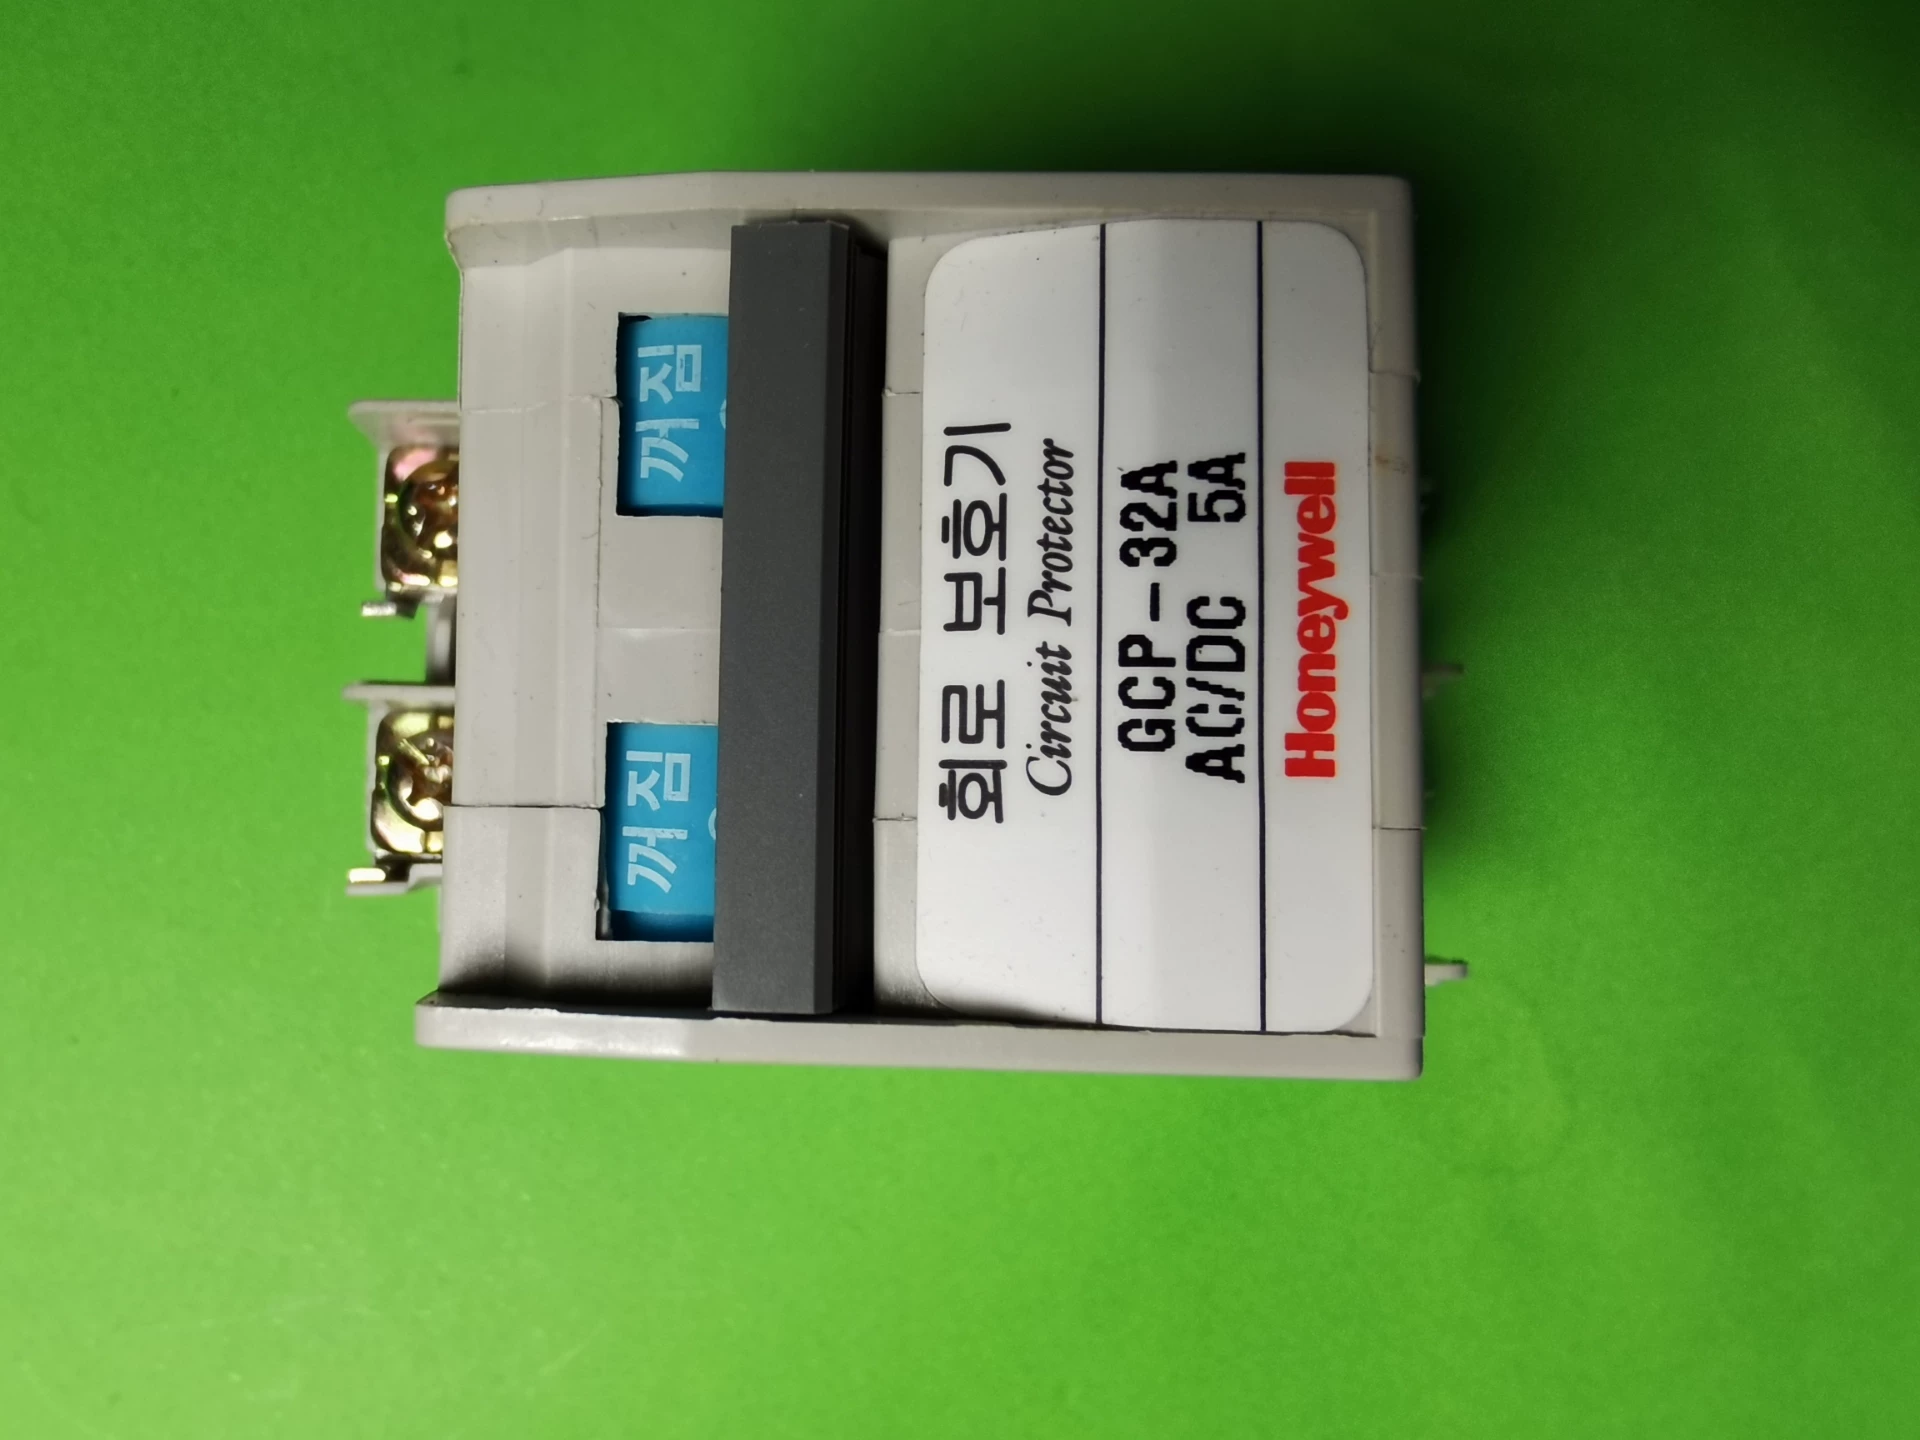 꺼짐
꺼짐
회로 보호기
Circuit Protector
GCP-32A
AC/DC 5A
Honeywell